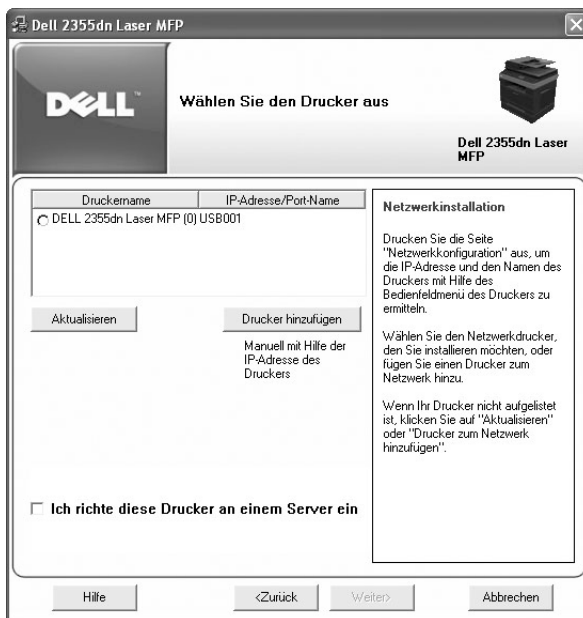 Dell 2355dn Laser MFP
DELL™
Wählen Sie den Drucker aus
Dell 2355dn Laser
MFP
Druckername IP-Adresse/Port-Name
DELL 2355dn Laser MFP (0) USB001
Aktualisieren
Drucker hinzufügen
Manuell mit Hilfe der
IP-Adresse des
Druckers
Ich richte diese Drucker an einem Server ein
Netzwerkinstallation
Drucken Sie die Seite
"Netzwerkkonfiguration" aus, um
die IP-Adresse und den Namen des
Druckers mit Hilfe des
Bedienfeldmenü des Druckers zu
ermitteln.
Wählen Sie den Netzwerkdrucker,
den Sie installieren möchten, oder
fügen Sie einen Drucker zum
Netzwerk hinzu.
Wenn Ihr Drucker nicht aufgelistet
ist, klicken Sie auf "Aktualisieren"
oder "Drucker zum Netzwerk
hinzufügen".
Hilfe <Zurück Weiter> Abbrechen